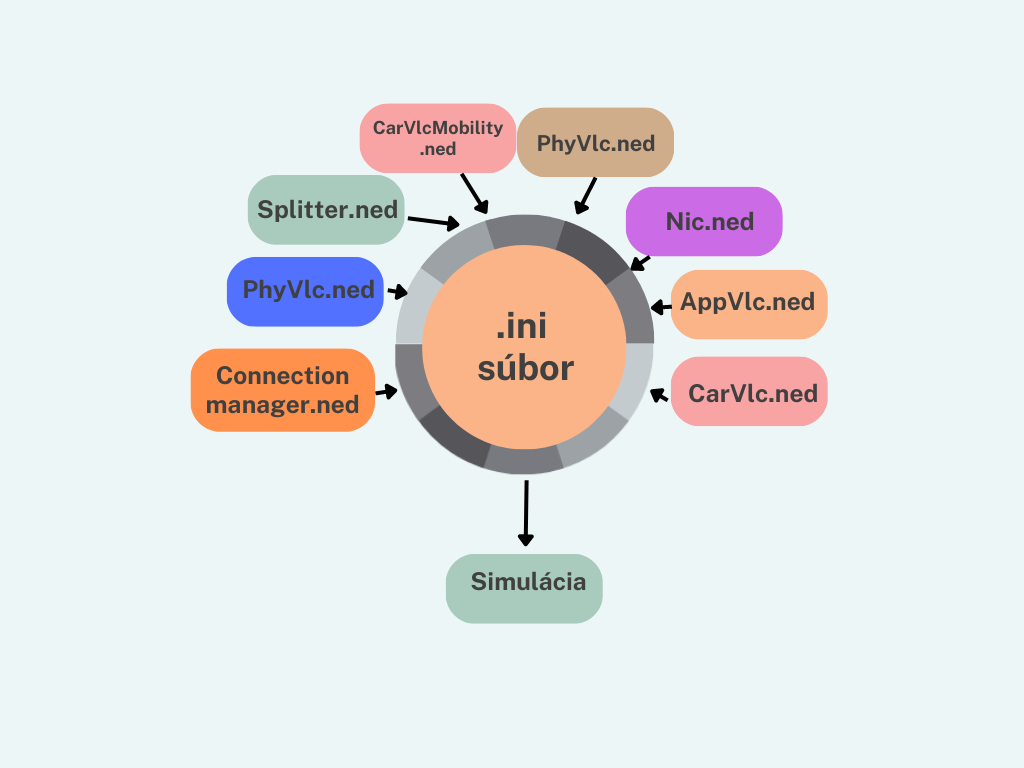 CarVlcMobility
.ned
PhyVlc.ned
Splitter.ned
Nic.ned
PhyVlc.ned
AppVlc.ned
.ini
súbor
Connection
manager.ned
CarVlc.ned
Simulácia